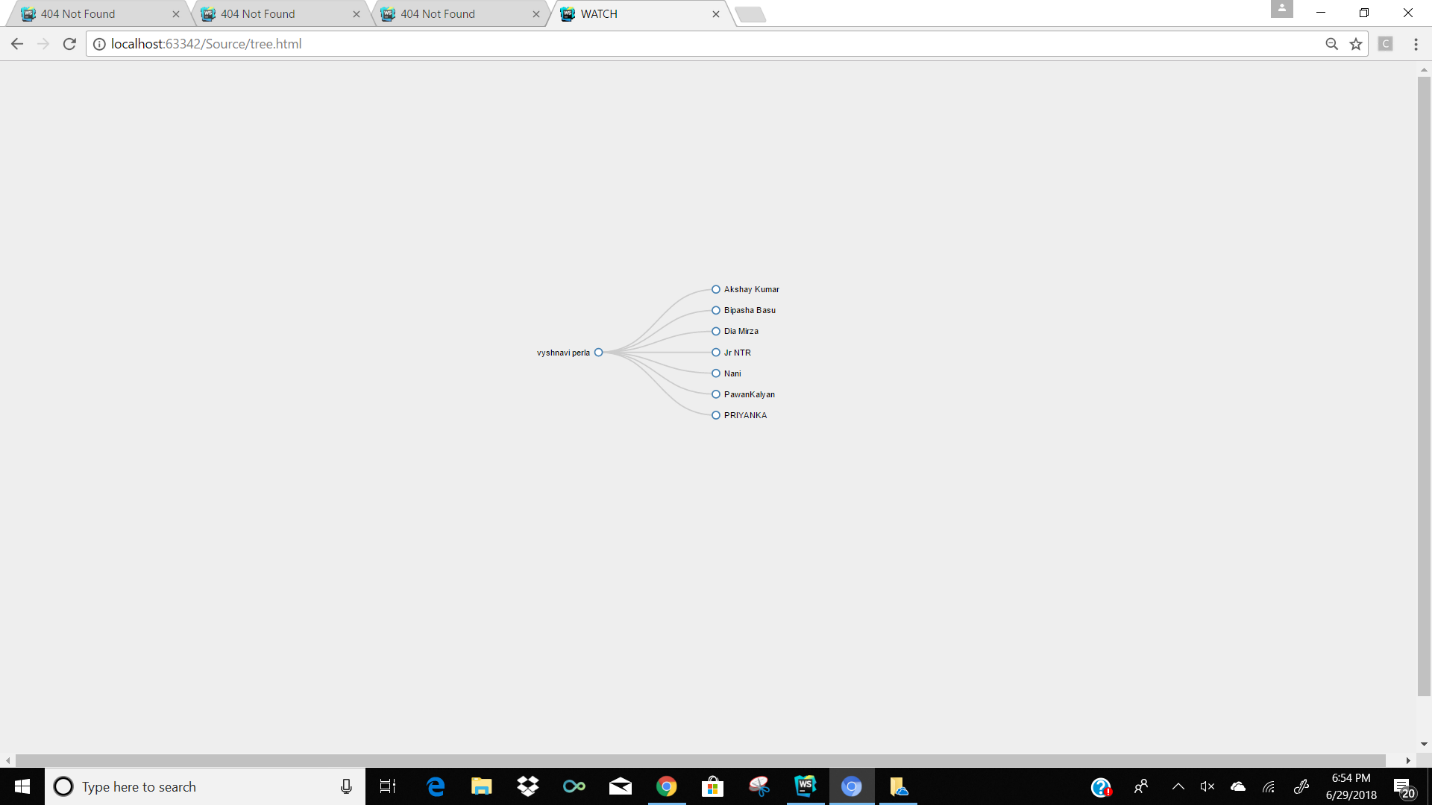 404 Not Found
404 Not Found
404 Not Found
WATCH
localhost:63342/Source/tree.html
C
Akshay Kumar
Bipasha Basu
Dia Mirza
vyshnavi perla
Jr NTR
Nani
PawanKalyan
PRIYANKA
Type here to search
WS
6:54 PM
6/29/2018
20